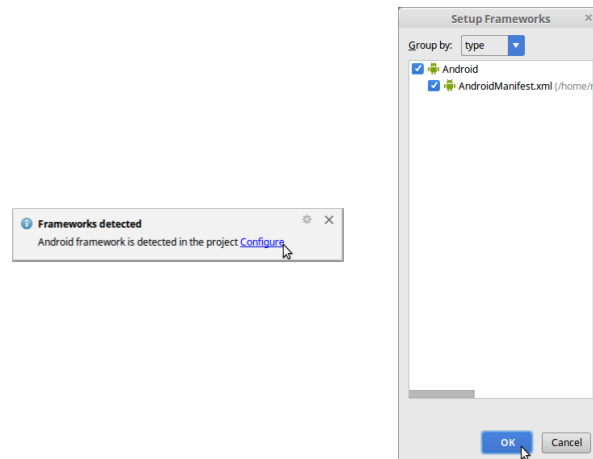 Frameworks detected
Android framework is detected in the project Configure
Setup Frameworks
Group by: type
Android
AndroidManifest.xml (/home/r
OK Cancel